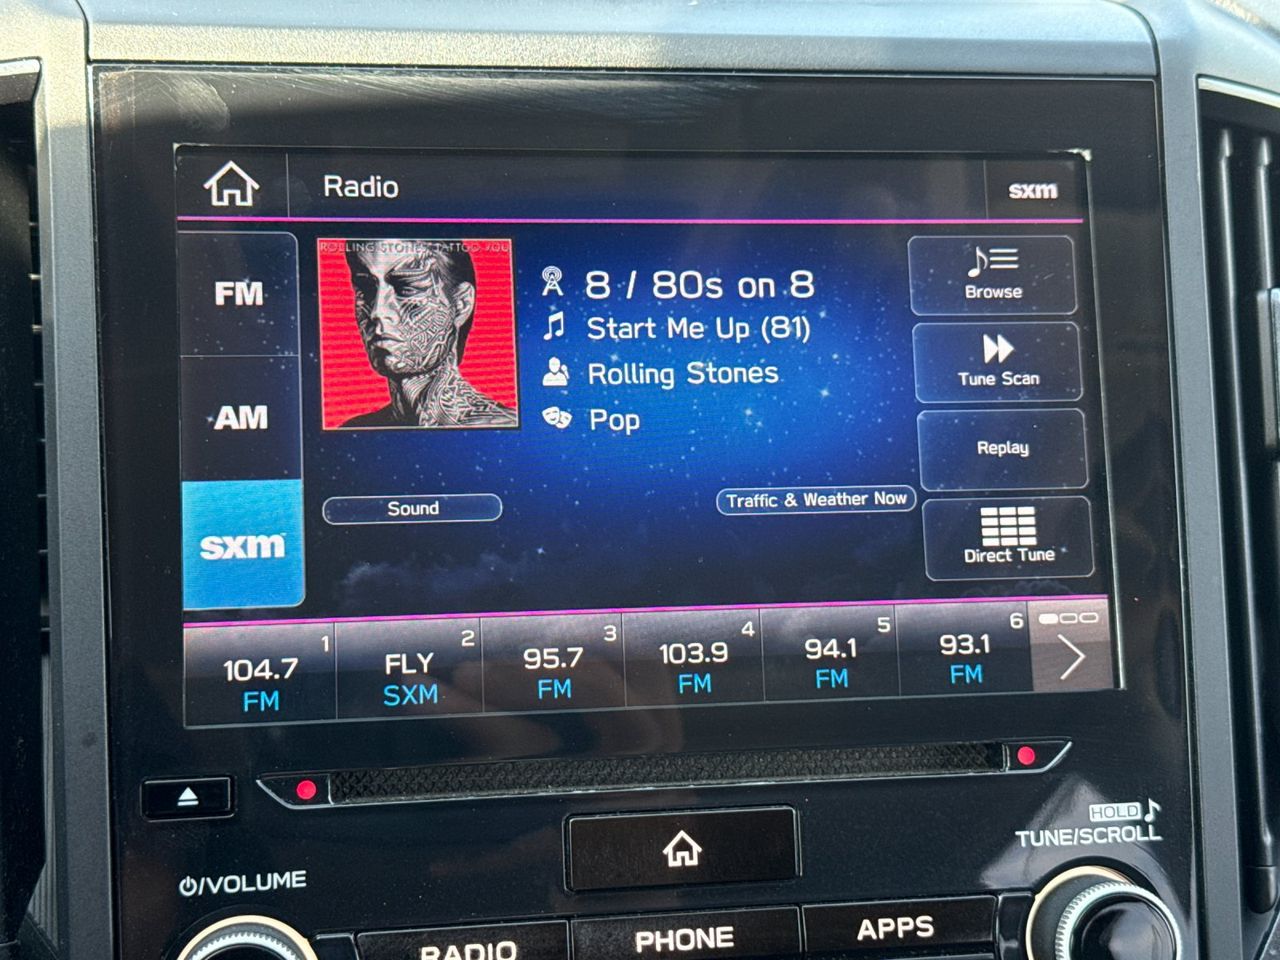 Radio
sxm
FM
AM
sxm
ROLLING STONES TATTOO YOU
8 / 80s on 8
Start Me Up (81)
Rolling Stones
Pop
Sound
Traffic & Weather Now
Browse
Tune Scan
Replay
Direct Tune
1
104.7
FM
2
FLY
SXM
3
95.7
FM
4
103.9
FM
5
94.1
FM
6
93.1
FM
HOLD
TUNE/SCROLL
/VOLUME
RADIO
PHONE
APPS